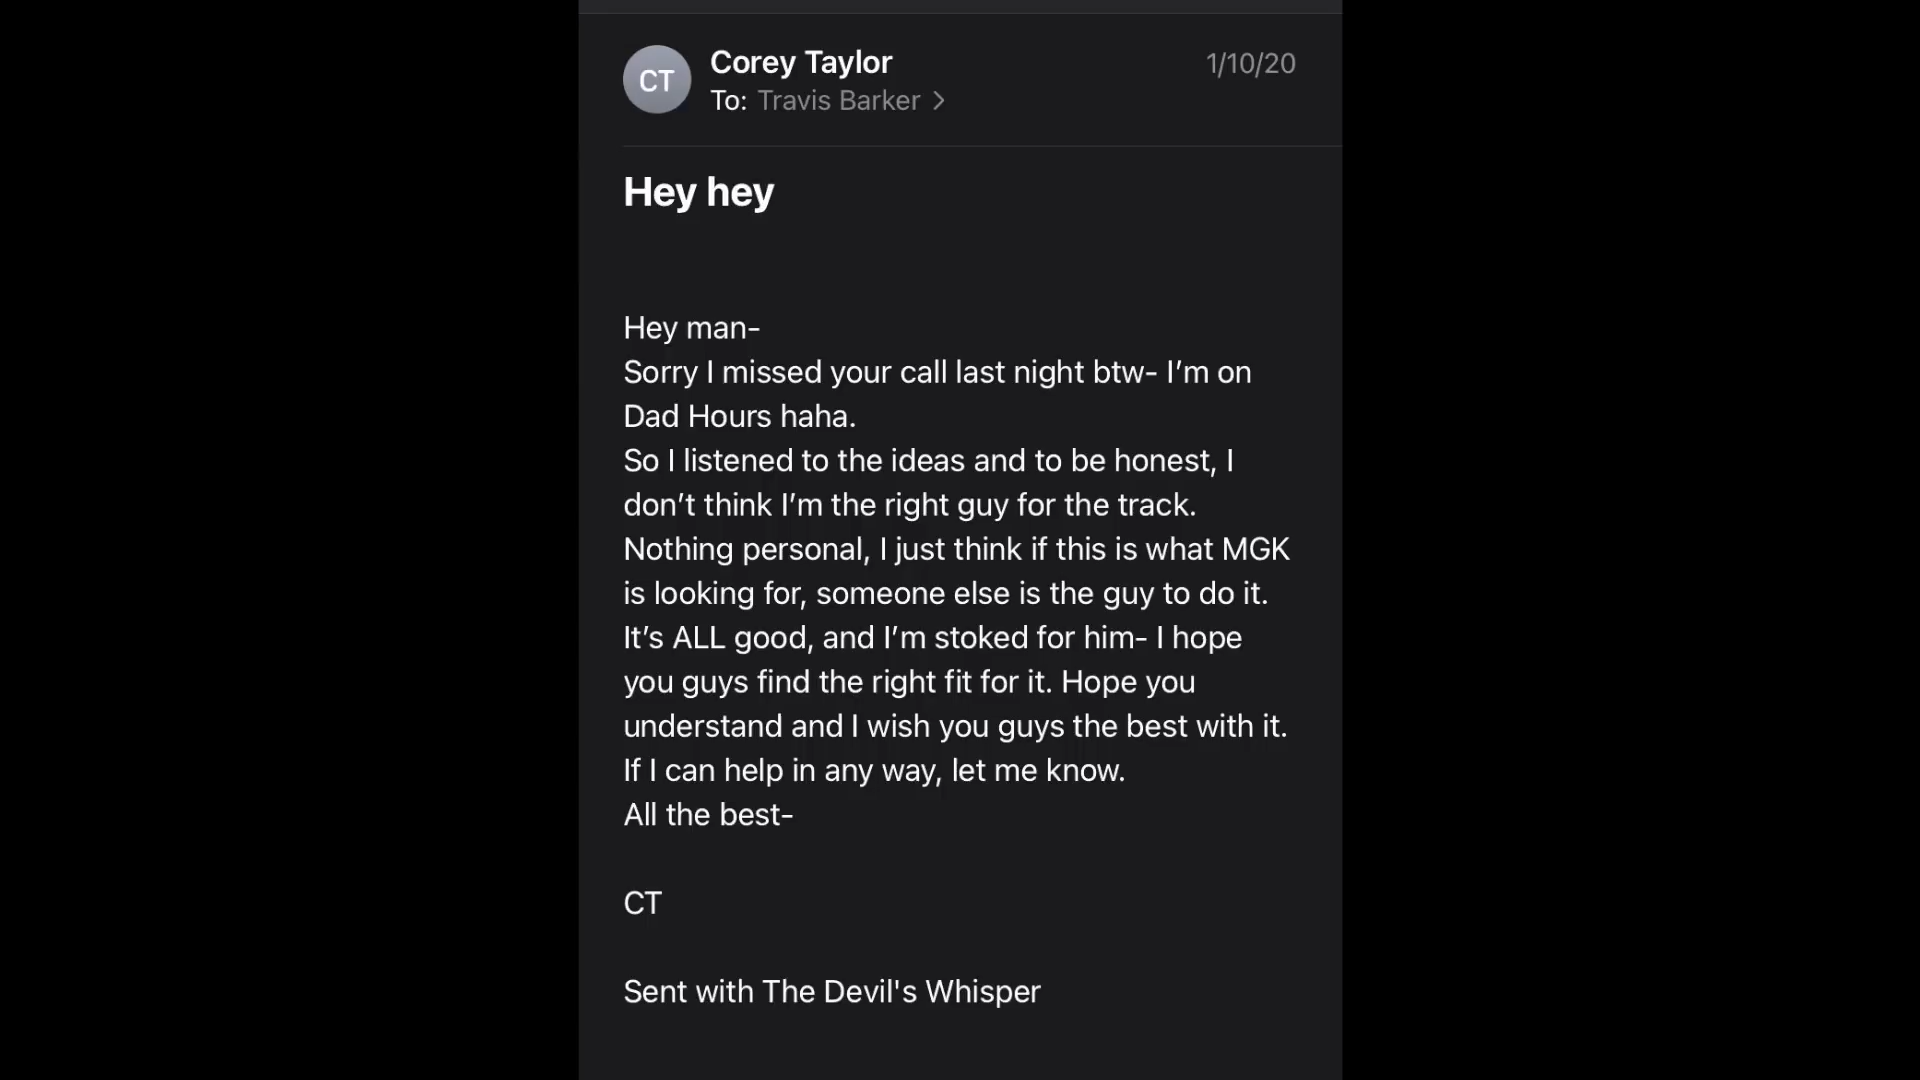 CT
Corey Taylor
1/10/20
To: Travis Barker >
Hey hey
Hey man-
Sorry I missed your call last night btw- I’m on
Dad Hours haha.
So I listened to the ideas and to be honest, I
don’t think I’m the right guy for the track.
Nothing personal, I just think if this is what MGK
is looking for, someone else is the guy to do it.
It’s ALL good, and I’m stoked for him- I hope
you guys find the right fit for it. Hope you
understand and I wish you guys the best with it.
If I can help in any way, let me know.
All the best-
CT
Sent with The Devil's Whisper